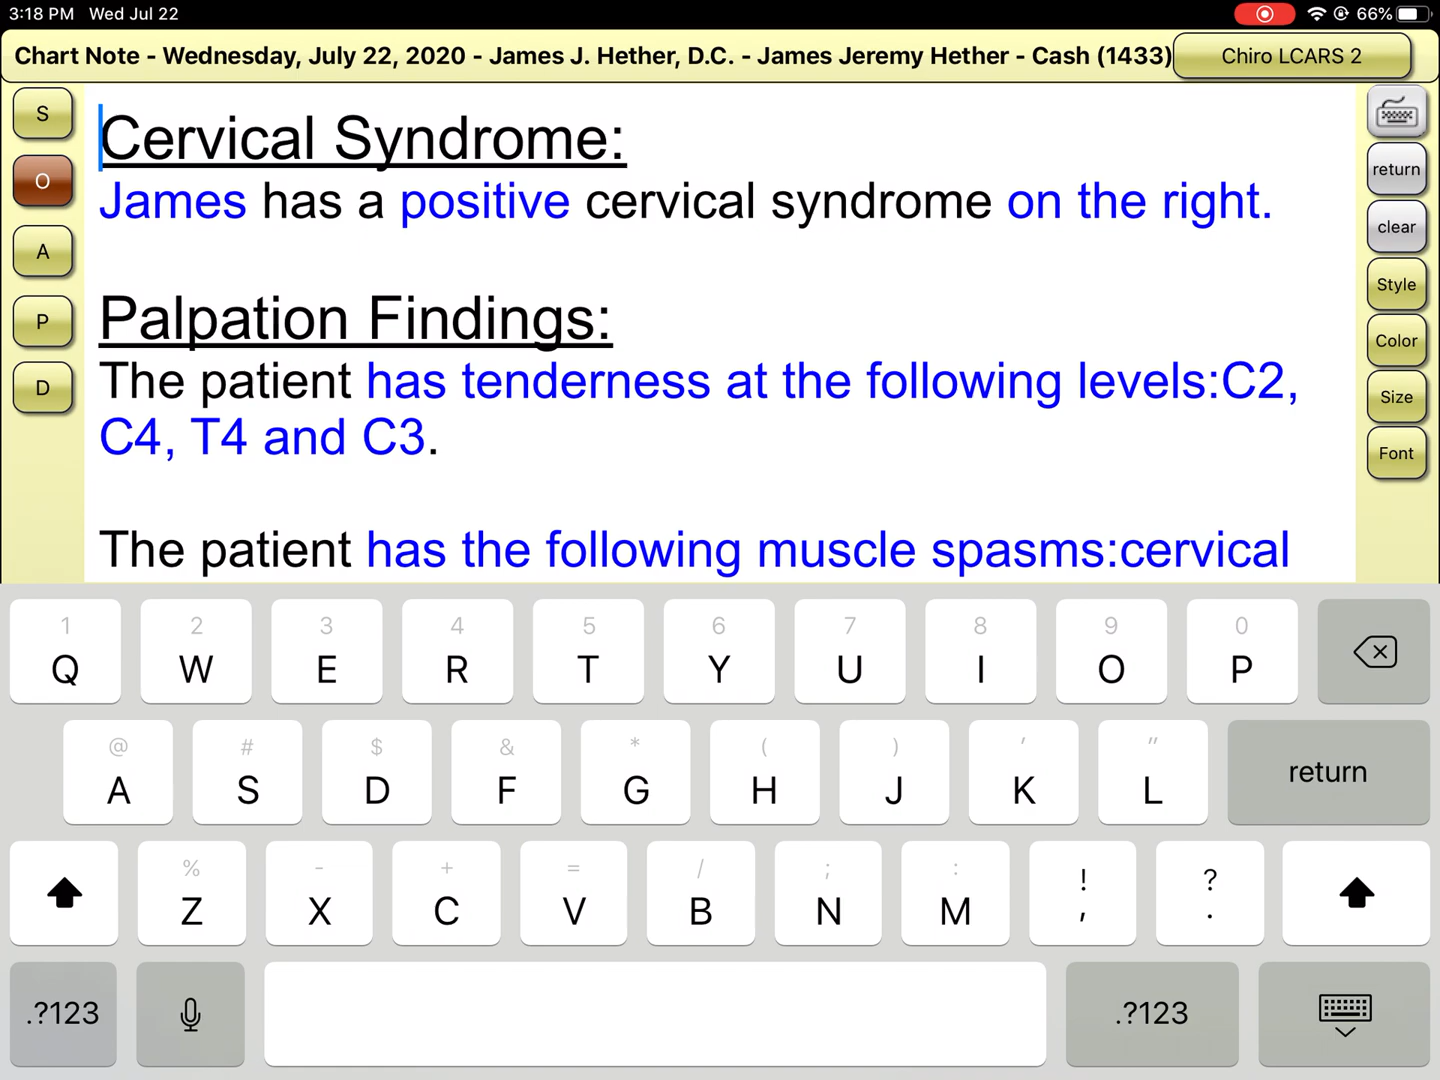 3:18 PM Wed Jul 22 66%
Chart Note - Wednesday, July 22, 2020 - James J. Hether, D.C. - James Jeremy Hether - Cash (1433) Chiro LCARS 2
S
O
A
P
D
Cervical Syndrome:
James has a positive cervical syndrome on the right.
Palpation Findings:
The patient has tenderness at the following levels:C2,
C4, T4 and C3.
The patient has the following muscle spasms:cervical
return
clear
Style
Color
Size
Font
1 2 3 4 5 6 7 8 9 0
Q W E R T Y U I O P
@ # $ & * ( ) ' "
A S D F G H J K L return
% - + = / ; : ! ?
Z X C V B N M , .
.?123 .?123